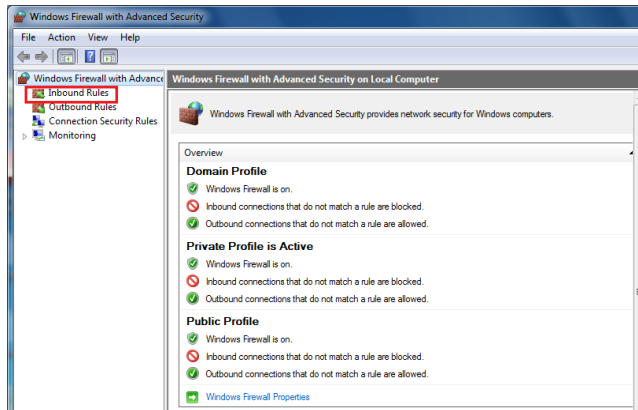 Windows Firewall with Advanced Security
File Action View Help
Windows Firewall with Advance
Inbound Rules
Outbound Rules
Connection Security Rules
Monitoring
Windows Firewall with Advanced Security on Local Computer
Windows Firewall with Advanced Security provides network security for Windows computers.
Overview
Domain Profile
Windows Firewall is on.
Inbound connections that do not match a rule are blocked.
Outbound connections that do not match a rule are allowed.
Private Profile is Active
Windows Firewall is on.
Inbound connections that do not match a rule are blocked.
Outbound connections that do not match a rule are allowed.
Public Profile
Windows Firewall is on.
Inbound connections that do not match a rule are blocked.
Outbound connections that do not match a rule are allowed.
Windows Firewall Properties